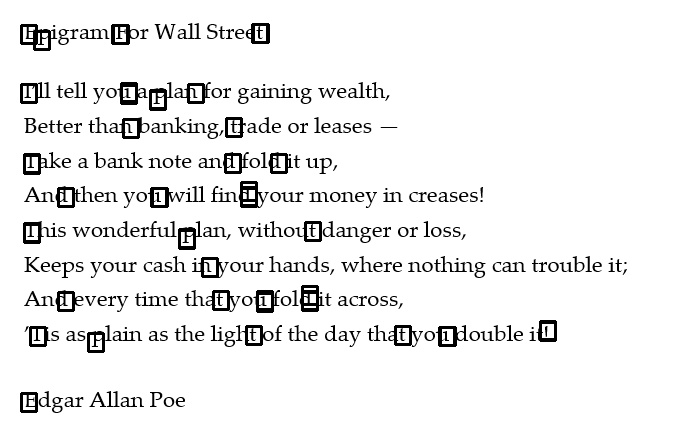 Epigram For Wall Street
I'll tell you a plan for gaining wealth,
Better than banking, trade or leases —
Take a bank note and fold it up,
And then you will find your money in creases!
This wonderful plan, without danger or loss,
Keeps your cash in your hands, where nothing can trouble it;
And every time that you fold it across,
'Tis as plain as the light of the day that you double it!
Edgar Allan Poe